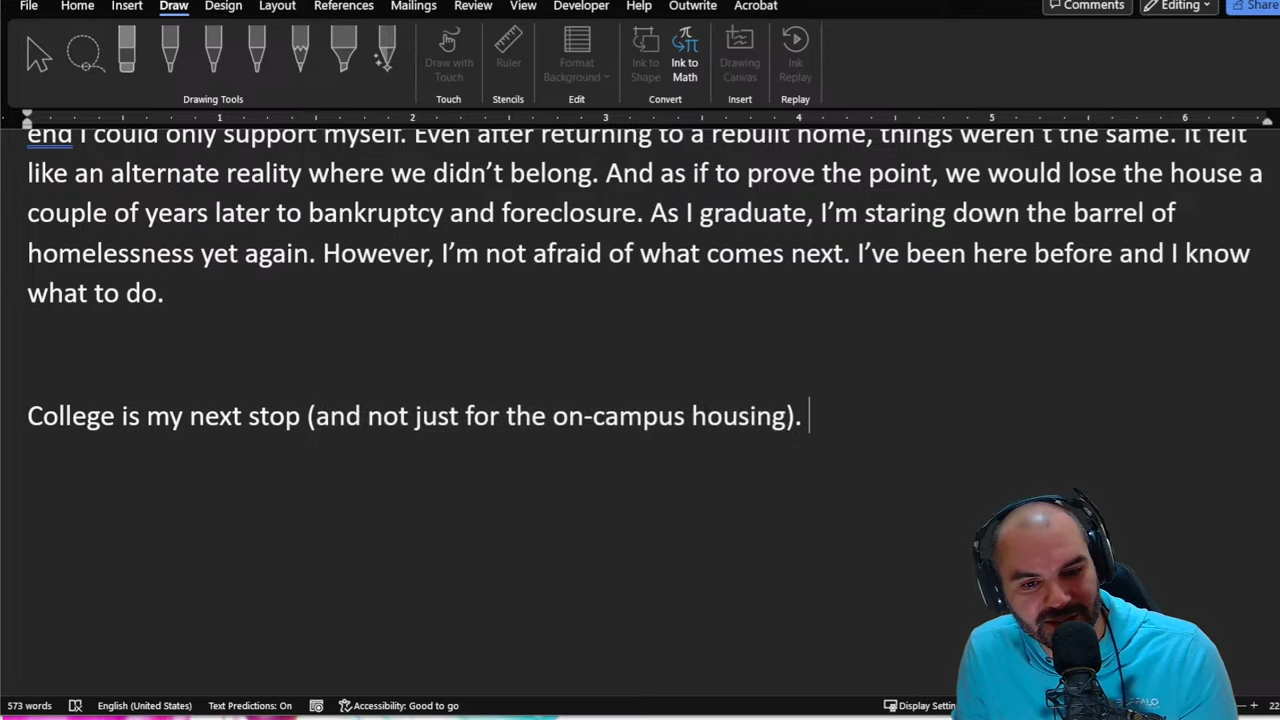 File Home Insert Draw Design Layout References Mailings Review View Developer Help Outwrite Acrobat Comments Editing Share
Draw with Touch
Ruler
Format Background
Ink to Shape
Ink to Math
Drawing Canvas
Ink Replay
Drawing Tools Touch Stencils Edit Convert Insert Replay
1 2 3 4 5 6
end I could only support myself. Even after returning to a rebuilt home, things weren't the same. It felt
like an alternate reality where we didn't belong. And as if to prove the point, we would lose the house a
couple of years later to bankruptcy and foreclosure. As I graduate, I'm staring down the barrel of
homelessness yet again. However, I'm not afraid of what comes next. I've been here before and I know
what to do.
College is my next stop (and not just for the on-campus housing).
573 words English (United States) Text Predictions: On Accessibility: Good to go Display